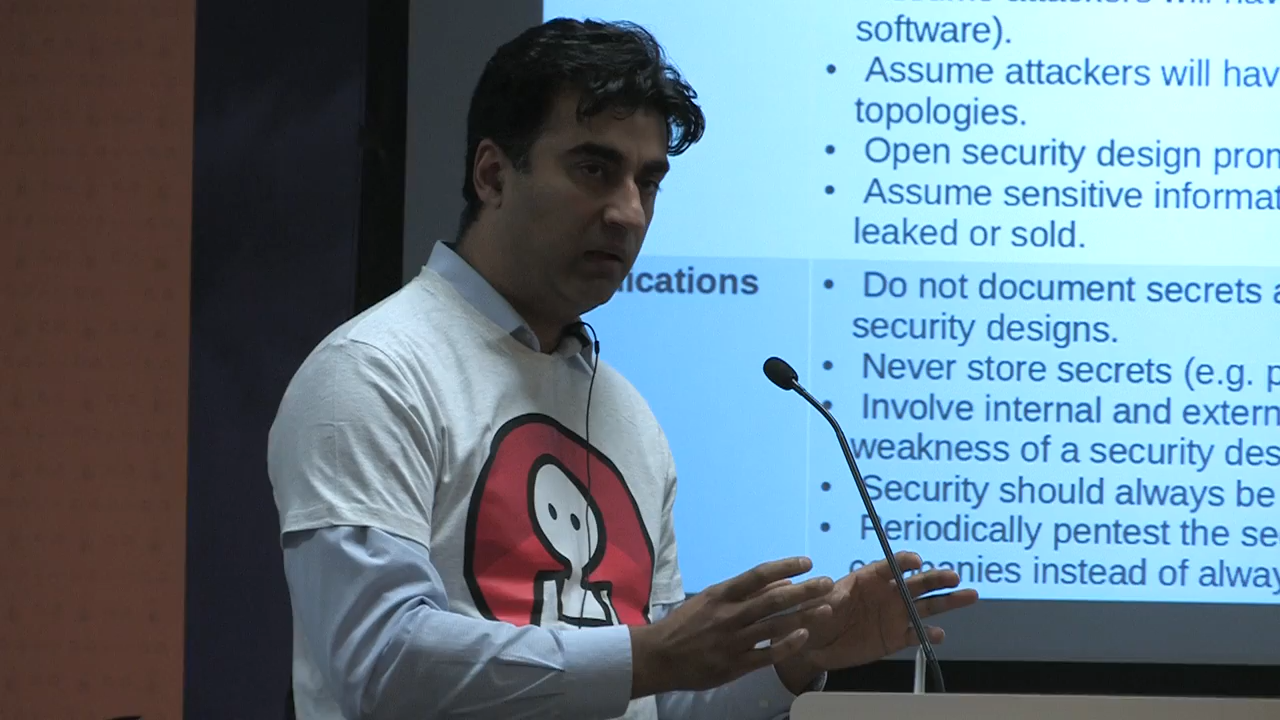 software).
• Assume attackers will hav
topologies.
• Open security design pron
• Assume sensitive informat
leaked or sold.
ications
• Do not document secrets a
security designs.
• Never store secrets (e.g. p
• Involve internal and extern
weakness of a security des
• Security should always be
• Periodically pentest the se
companies instead of alway